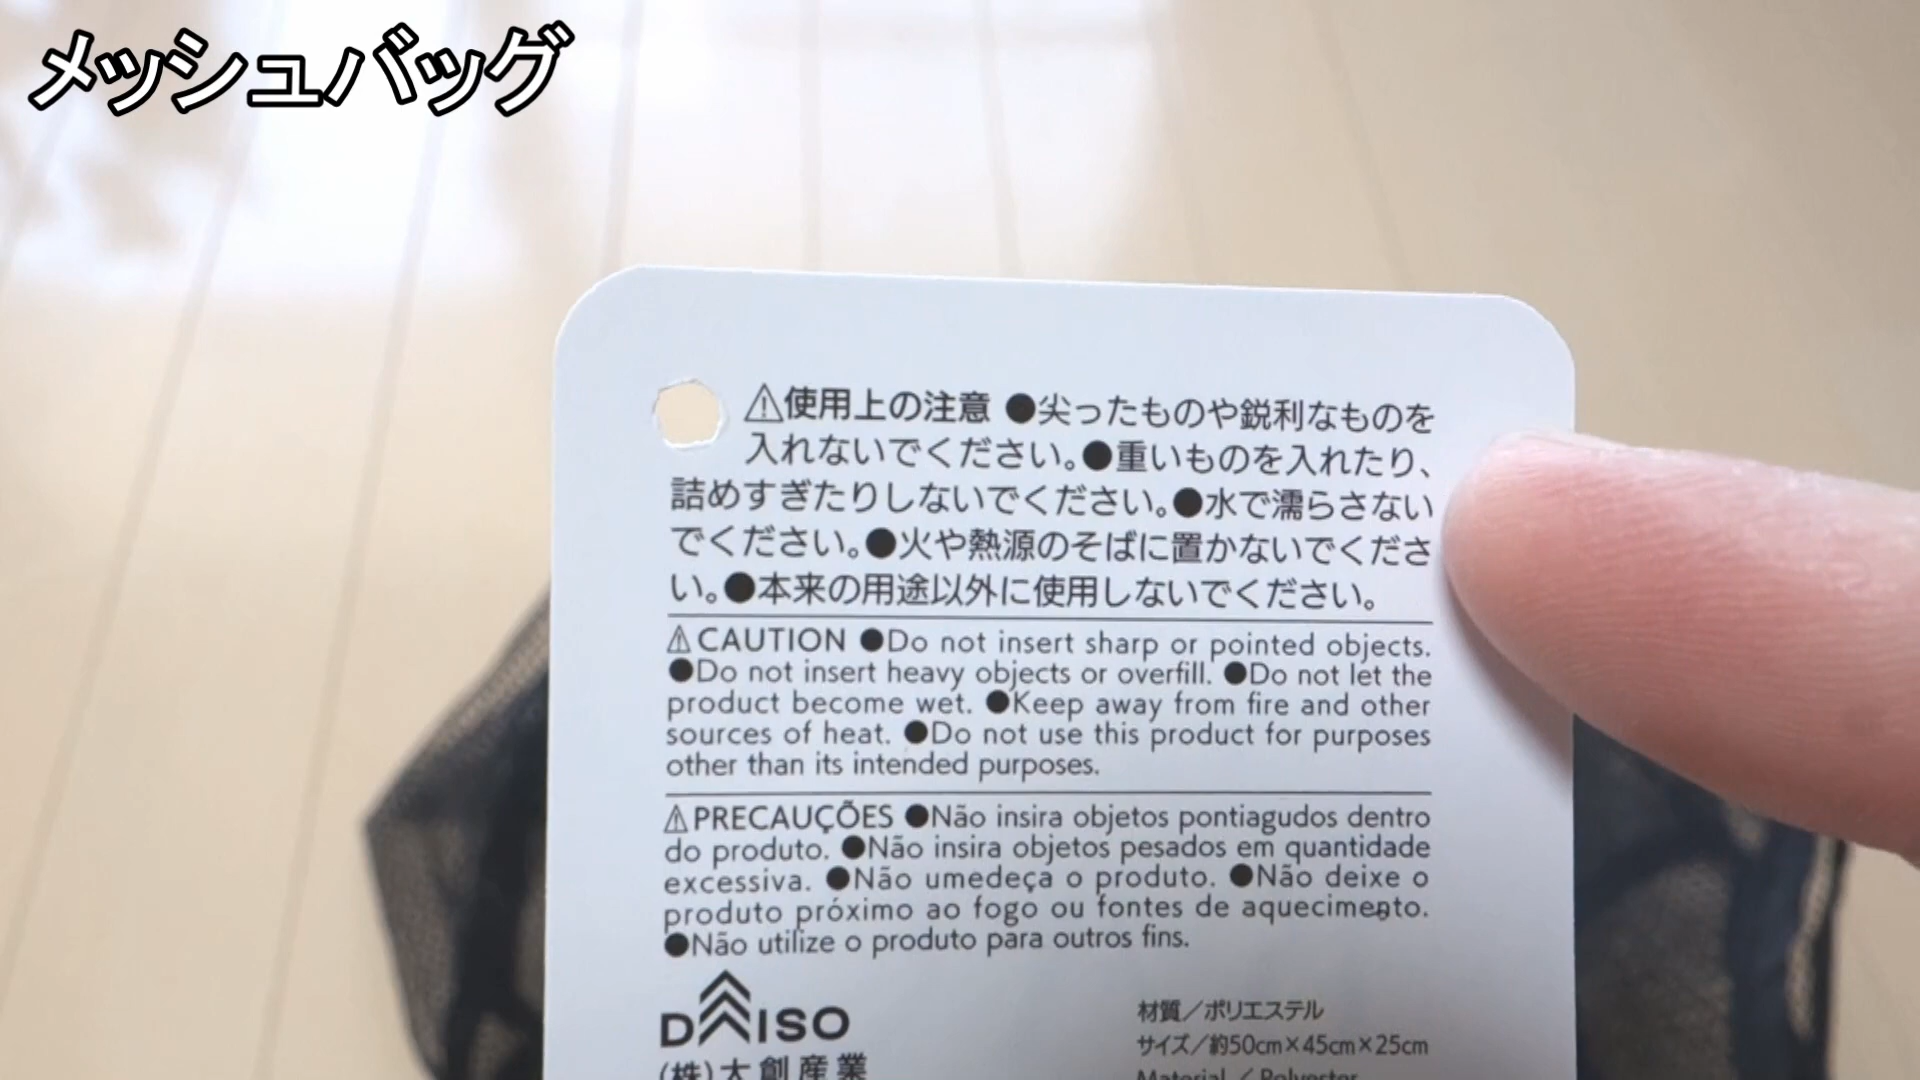 メッシュバッグ
⚠使用上の注意 ●尖ったものや鋭利なものを
入れないでください。●重いものを入れたり、
詰めすぎたりしないでください。●水で濡らさない
でください。●火や熱源のそばに置かないでくださ
い。●本来の用途以外に使用しないでください。
⚠CAUTION ●Do not insert sharp or pointed objects.
●Do not insert heavy objects or overfill. ●Do not let the
product become wet. ●Keep away from fire and other
sources of heat. ●Do not use this product for purposes
other than its intended purposes.
⚠PRECAUÇÕES ●Não insira objetos pontiagudos dentro
do produto. ●Não insira objetos pesados em quantidade
excessiva. ●Não umedeça o produto. ●Não deixe o
produto próximo ao fogo ou fontes de aquecimento.
●Não utilize o produto para outros fins.
DAISO
(株)大創産業
材質／ポリエステル
サイズ／約50cm×45cm×25cm
Material / Polyester